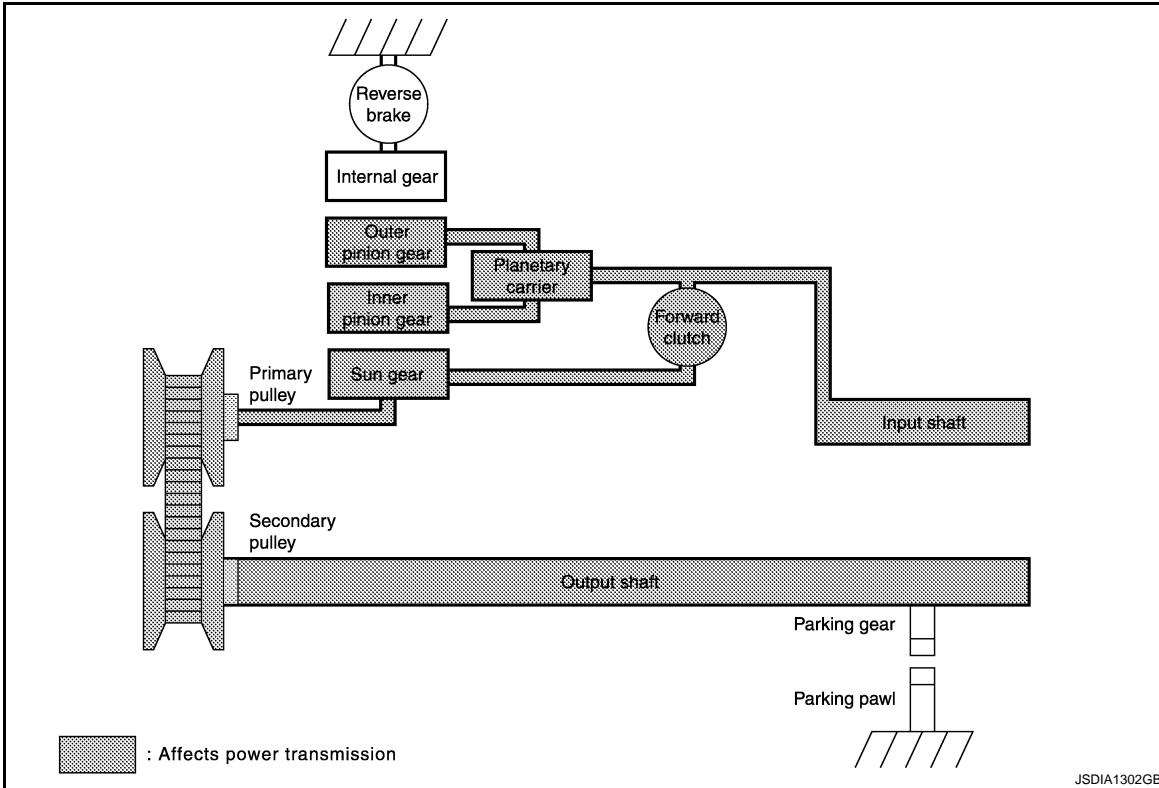 Reverse
brake
Internal gear
Outer
pinion gear
Planetary
carrier
Inner
pinion gear
Forward
clutch
Sun gear
Primary
pulley
Input shaft
Secondary
pulley
Output shaft
Parking gear
Parking pawl
: Affects power transmission
JSDIA1302GB